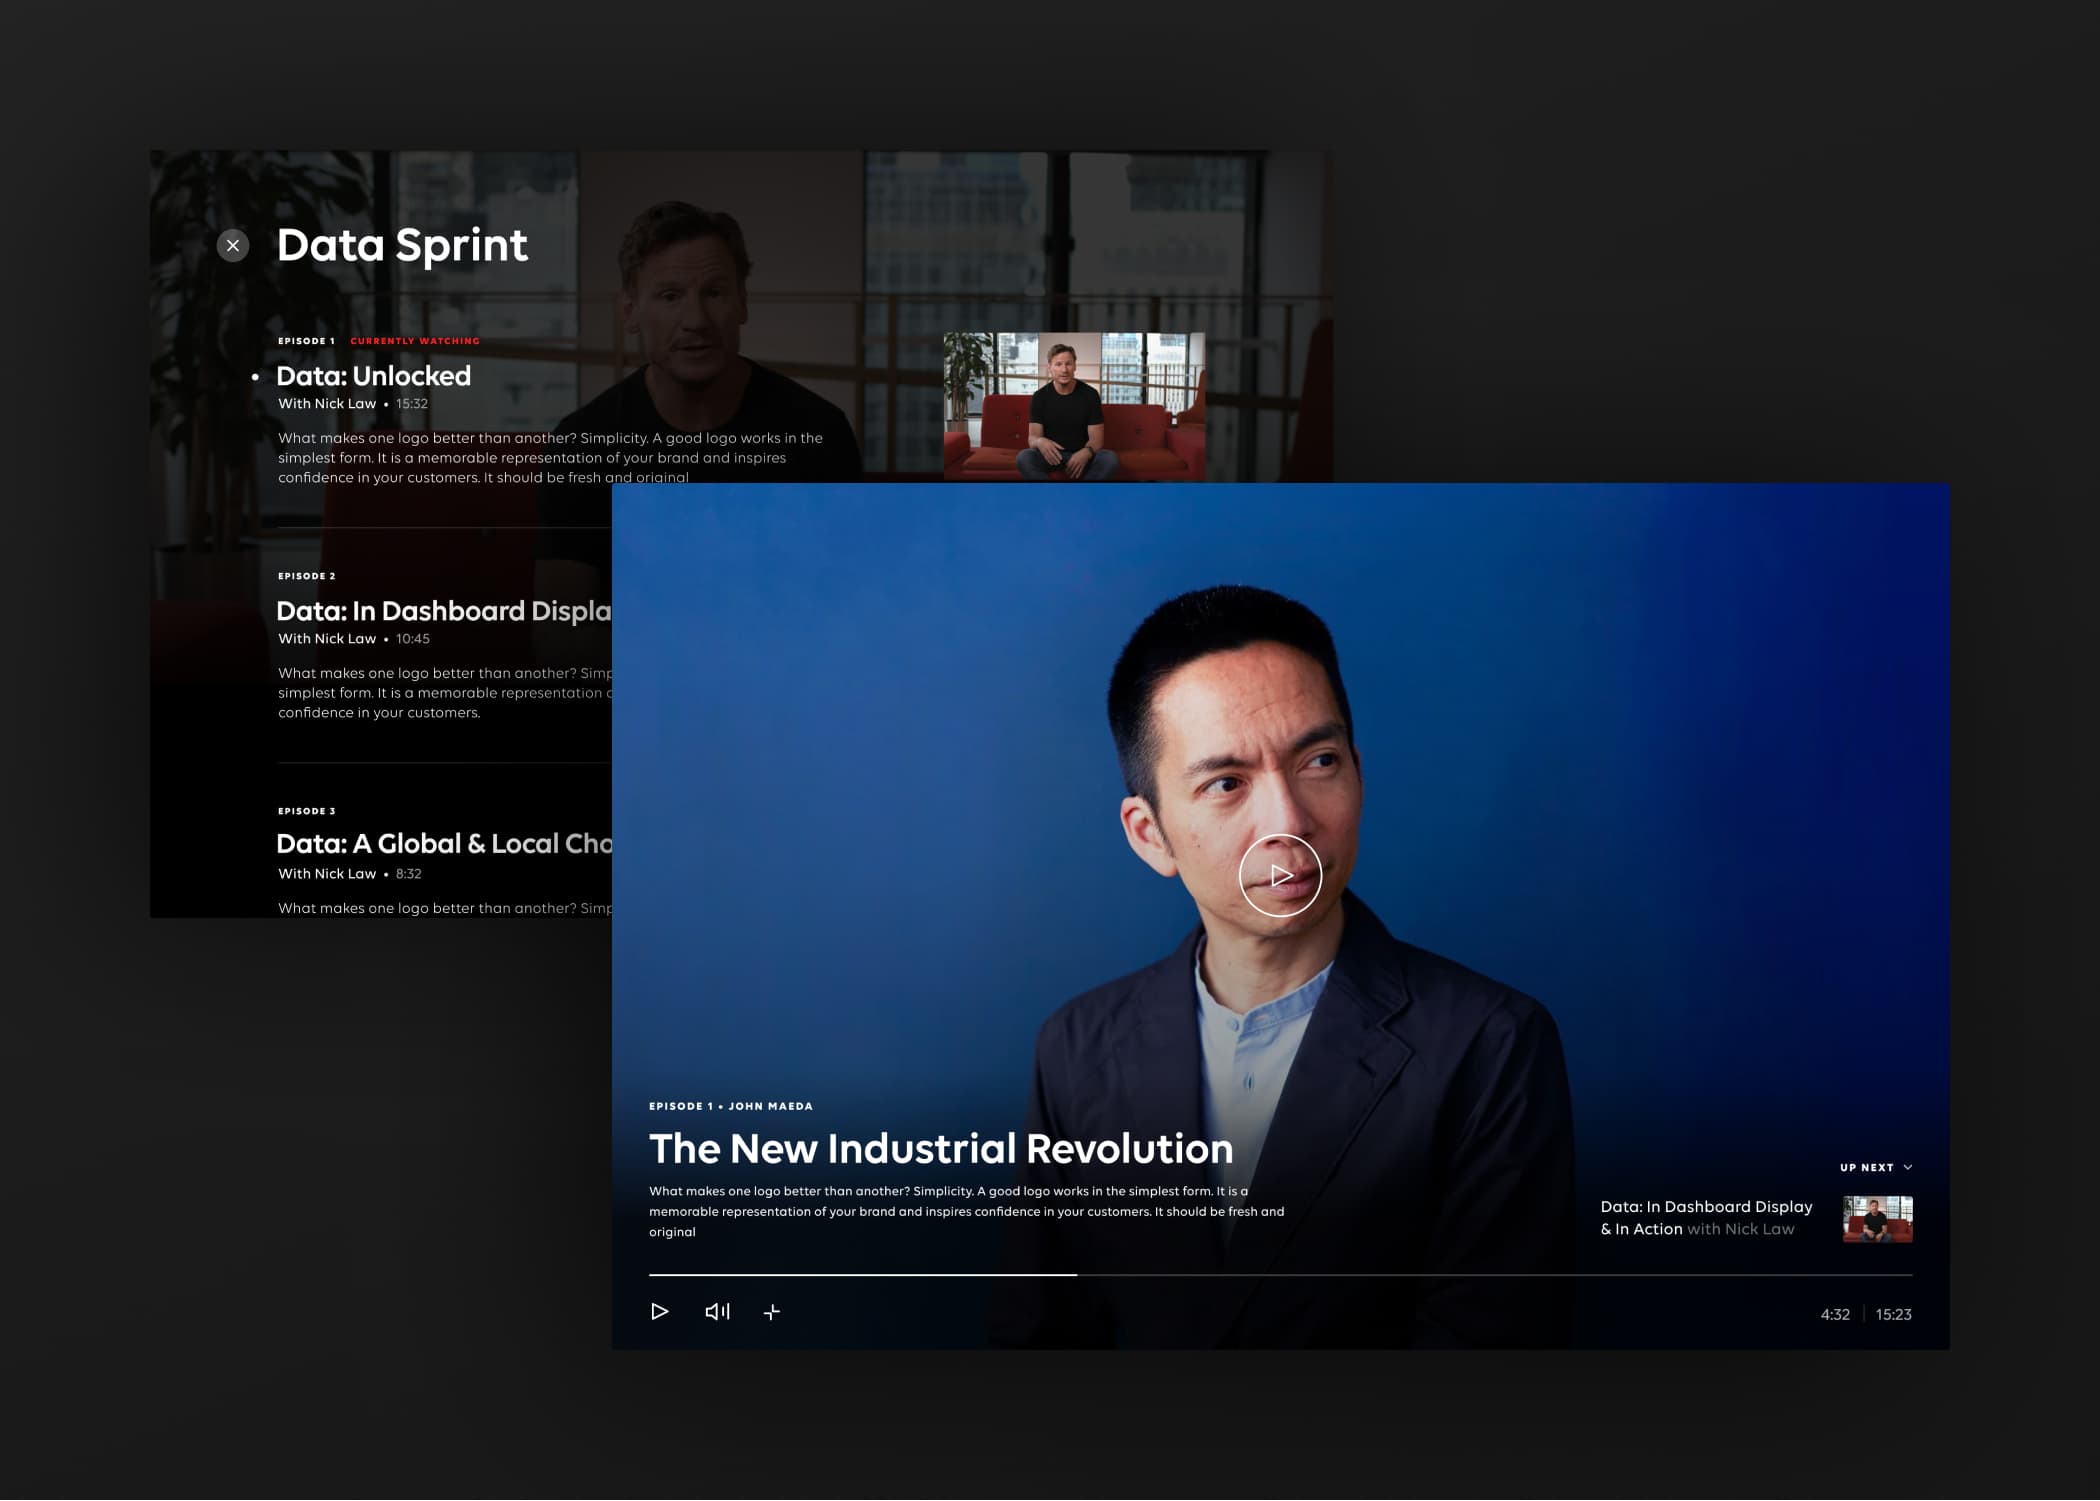 Data Sprint
EPISODE 1 CURRENTLY WATCHING
• Data: Unlocked
With Nick Law • 15:32
What makes one logo better than another? Simplicity. A good logo works in the
simplest form. It is a memorable representation of your brand and inspires
confidence in your customers. It should be fresh and original
EPISODE 2
Data: In Dashboard Displa
With Nick Law • 10:45
What makes one logo better than another? Simp
simplest form. It is a memorable representation
confidence in your customers.
EPISODE 3
Data: A Global & Local Cho
With Nick Law • 8:32
What makes one logo better than another? Simp
EPISODE 1 • JOHN MAEDA
The New Industrial Revolution
What makes one logo better than another? Simplicity. A good logo works in the simplest form. It is a
memorable representation of your brand and inspires confidence in your customers. It should be fresh and
original
UP NEXT
Data: In Dashboard Display
& In Action with Nick Law
4:32 | 15:23